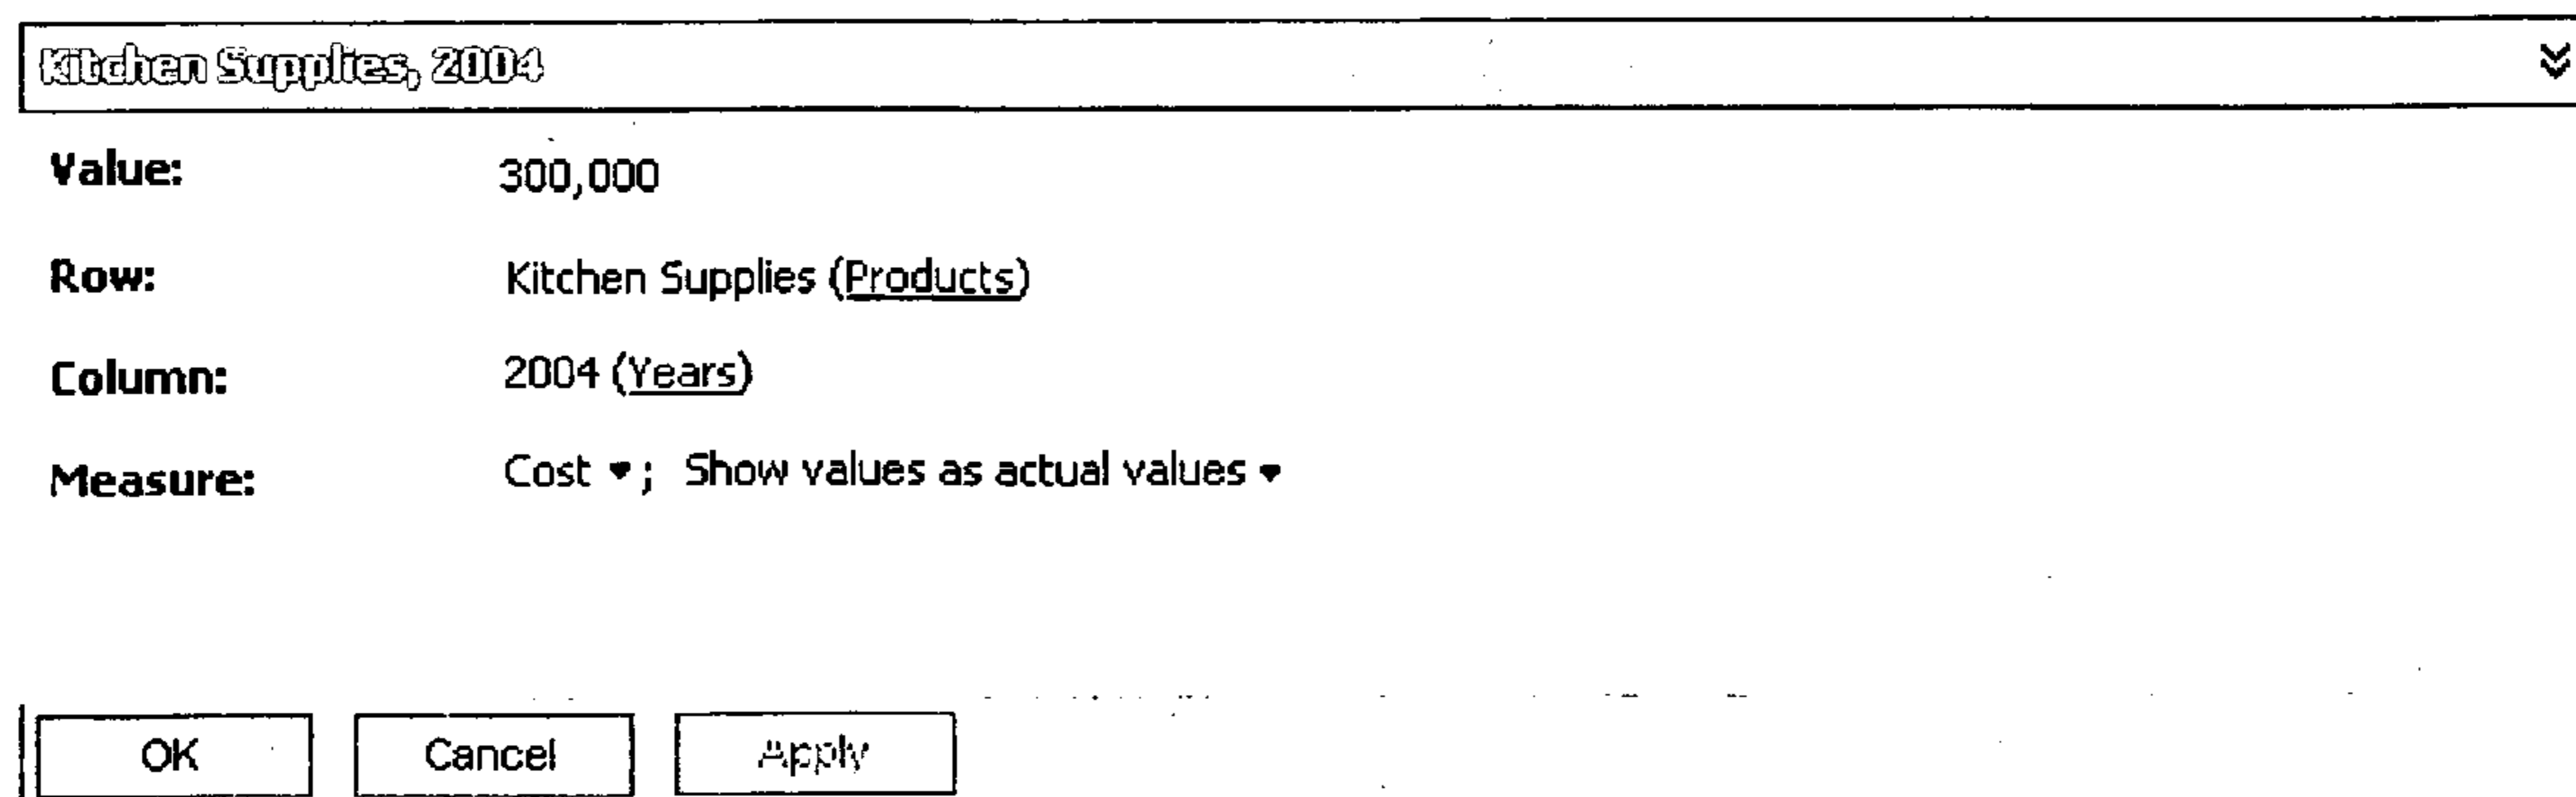 Kitchen Supplies, 2004
Value: 300,000
Row: Kitchen Supplies (Products)
Column: 2004 (Years)
Measure: Cost ; Show values as actual values
OK Cancel Apply